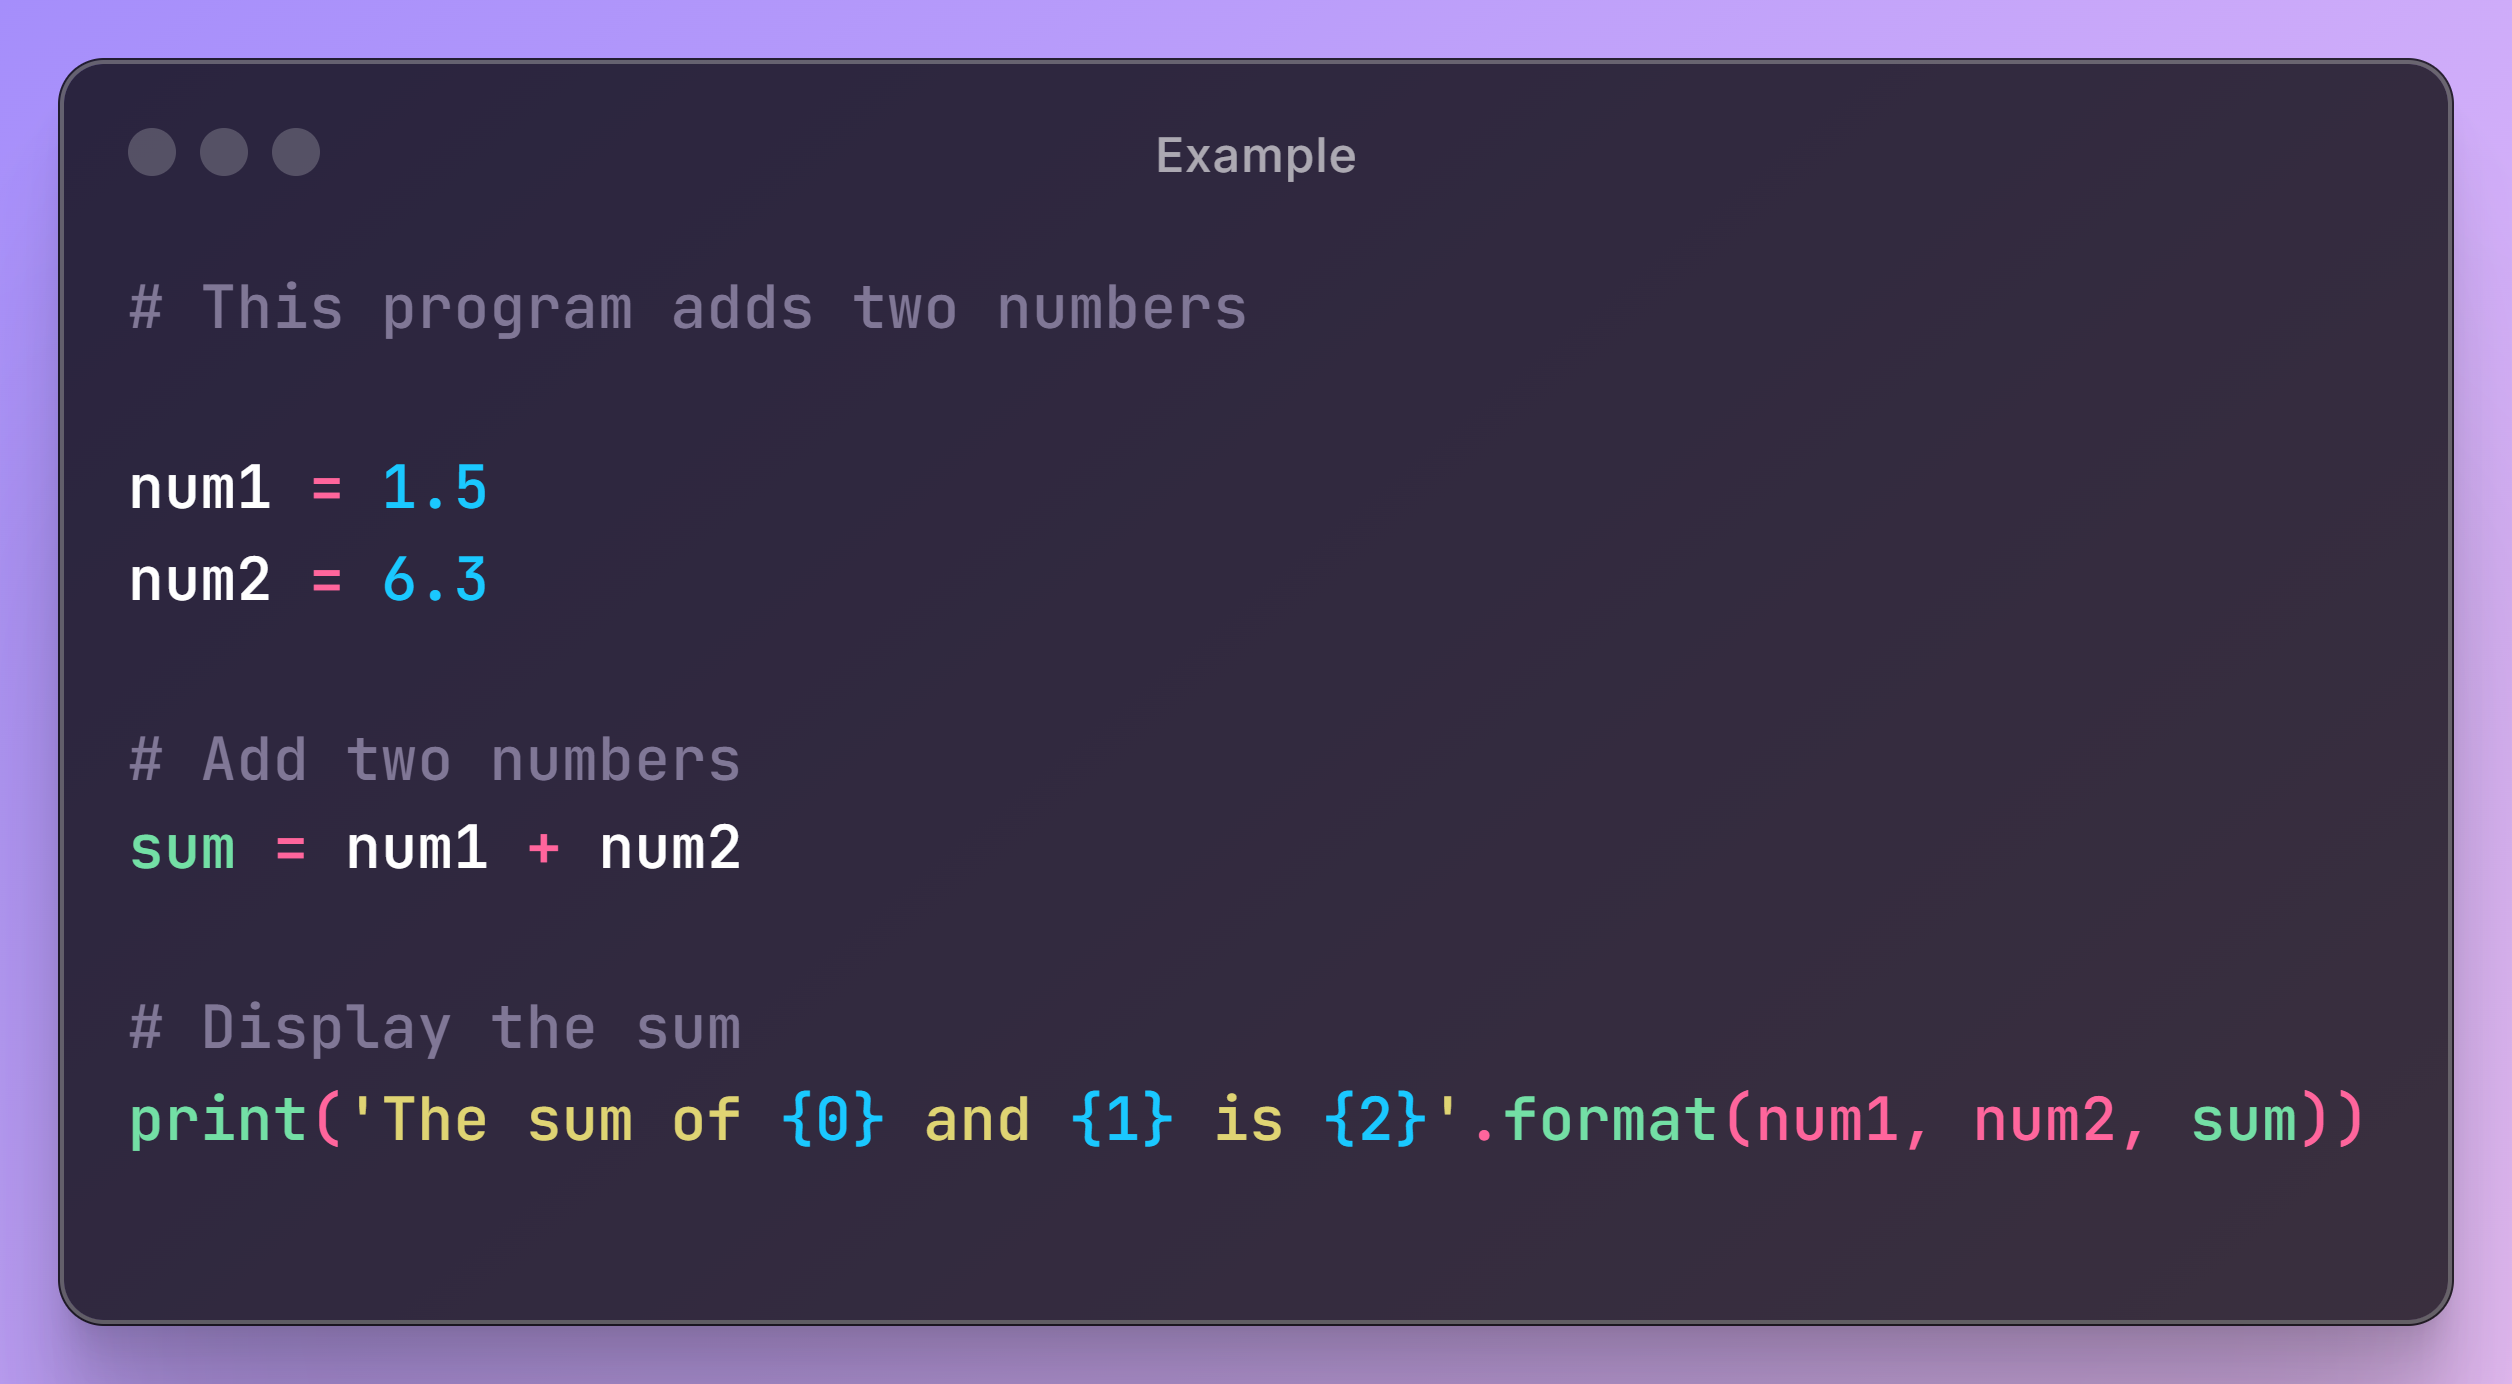 Example
# This program adds two numbers
num1 = 1.5
num2 = 6.3
# Add two numbers
sum = num1 + num2
# Display the sum
print('The sum of {0} and {1} is {2}'.format(num1, num2, sum))